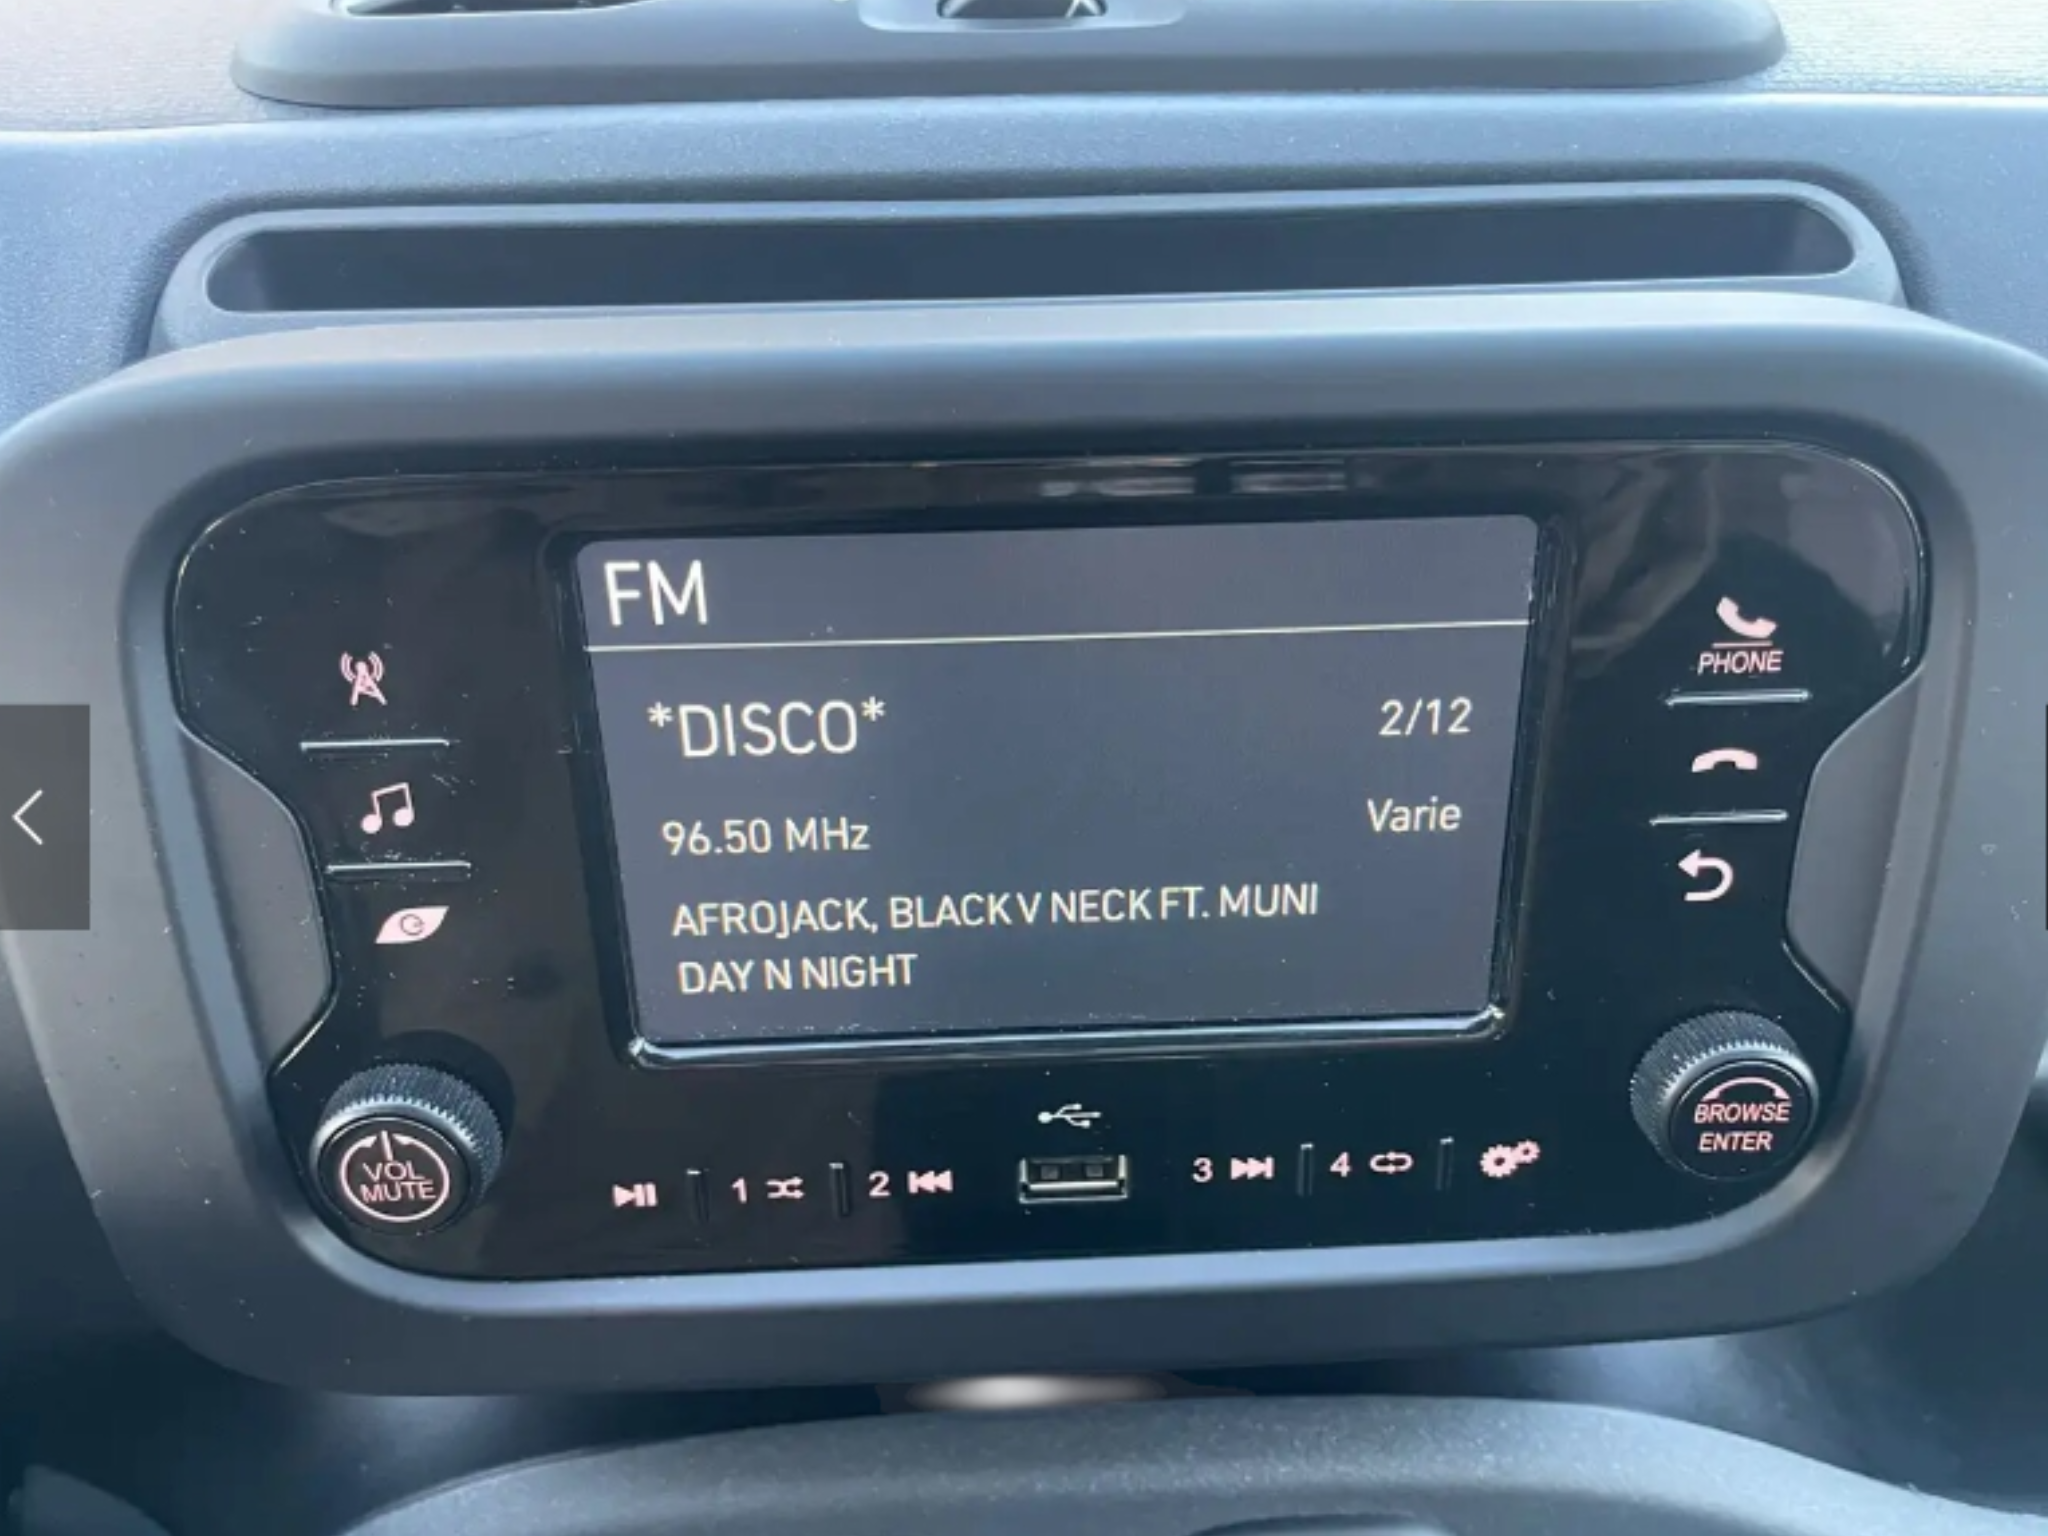 FM
*DISCO*
2/12
96.50 MHz
Varie
AFROJACK, BLACK V NECK FT. MUNI
DAY N NIGHT
PHONE
VOL
MUTE
1
2
3
4
BROWSE
ENTER